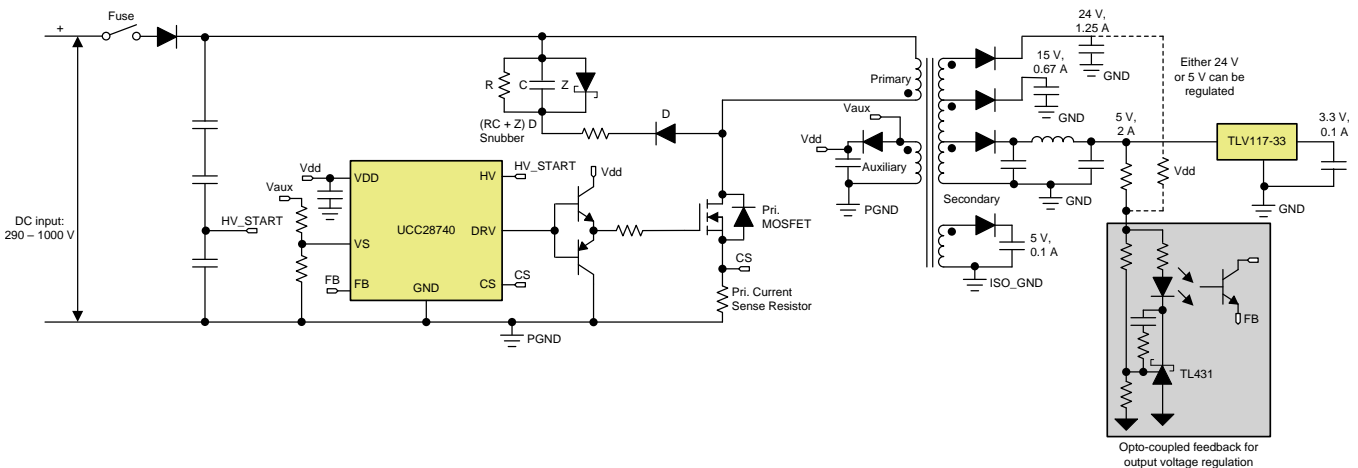 Fuse
+
DC input:
290 – 1000 V
HV_START
R
C
Z
(RC + Z) D
Snubber
D
Vdd
Vaux
VDD
VS
FB
FB
UCC28740
GND
HV
DRV
CS
HV_START
CS
Vdd
PGND
Pri.
MOSFET
CS
Pri. Current
Sense Resistor
Primary
Vaux
Vdd
Auxiliary
PGND
Secondary
24 V,
1.25 A
GND
15 V,
0.67 A
GND
5 V,
2 A
GND
5 V,
0.1 A
ISO_GND
Either 24 V
or 5 V can be
regulated
Vdd
TLV117-33
3.3 V,
0.1 A
GND
FB
TL431
Opto-coupled feedback for
output voltage regulation